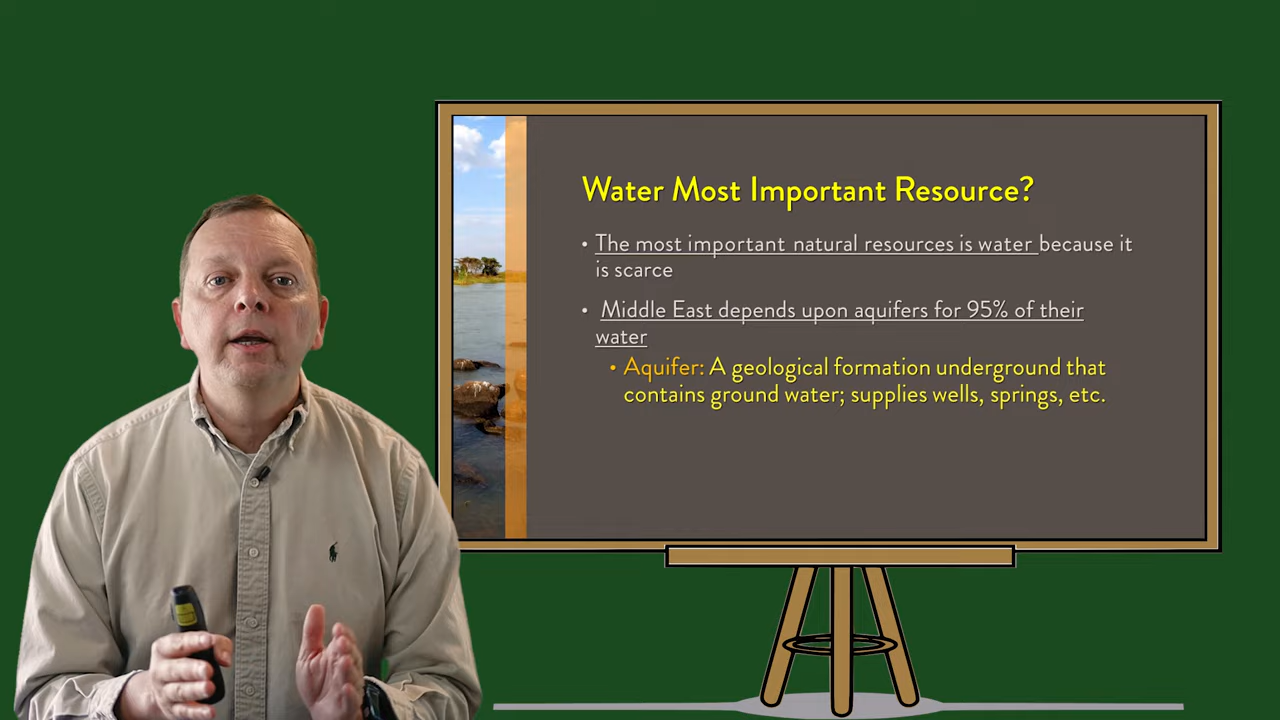 Water Most Important Resource?
• The most important natural resources is water because it
is scarce
• Middle East depends upon aquifers for 95% of their
water
• Aquifer: A geological formation underground that
contains ground water; supplies wells, springs, etc.